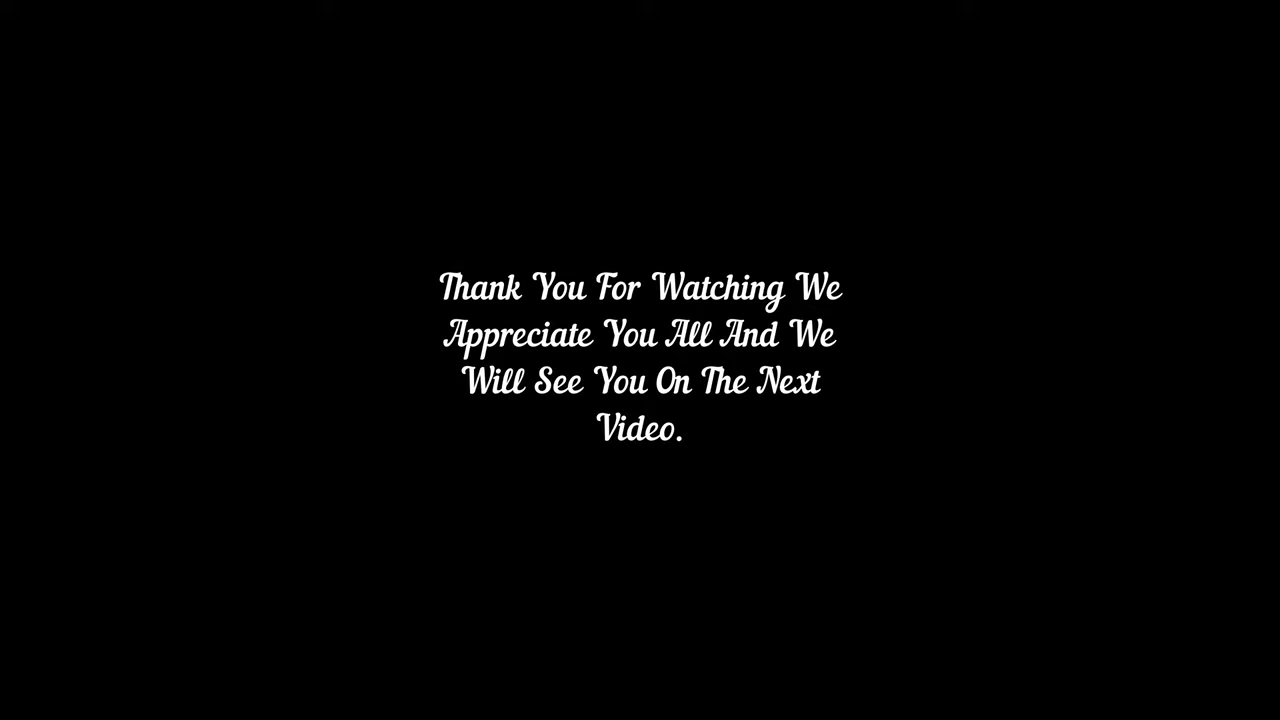 Thank You For Watching We
Appreciate You All And We
Will See You On The Next
Video.